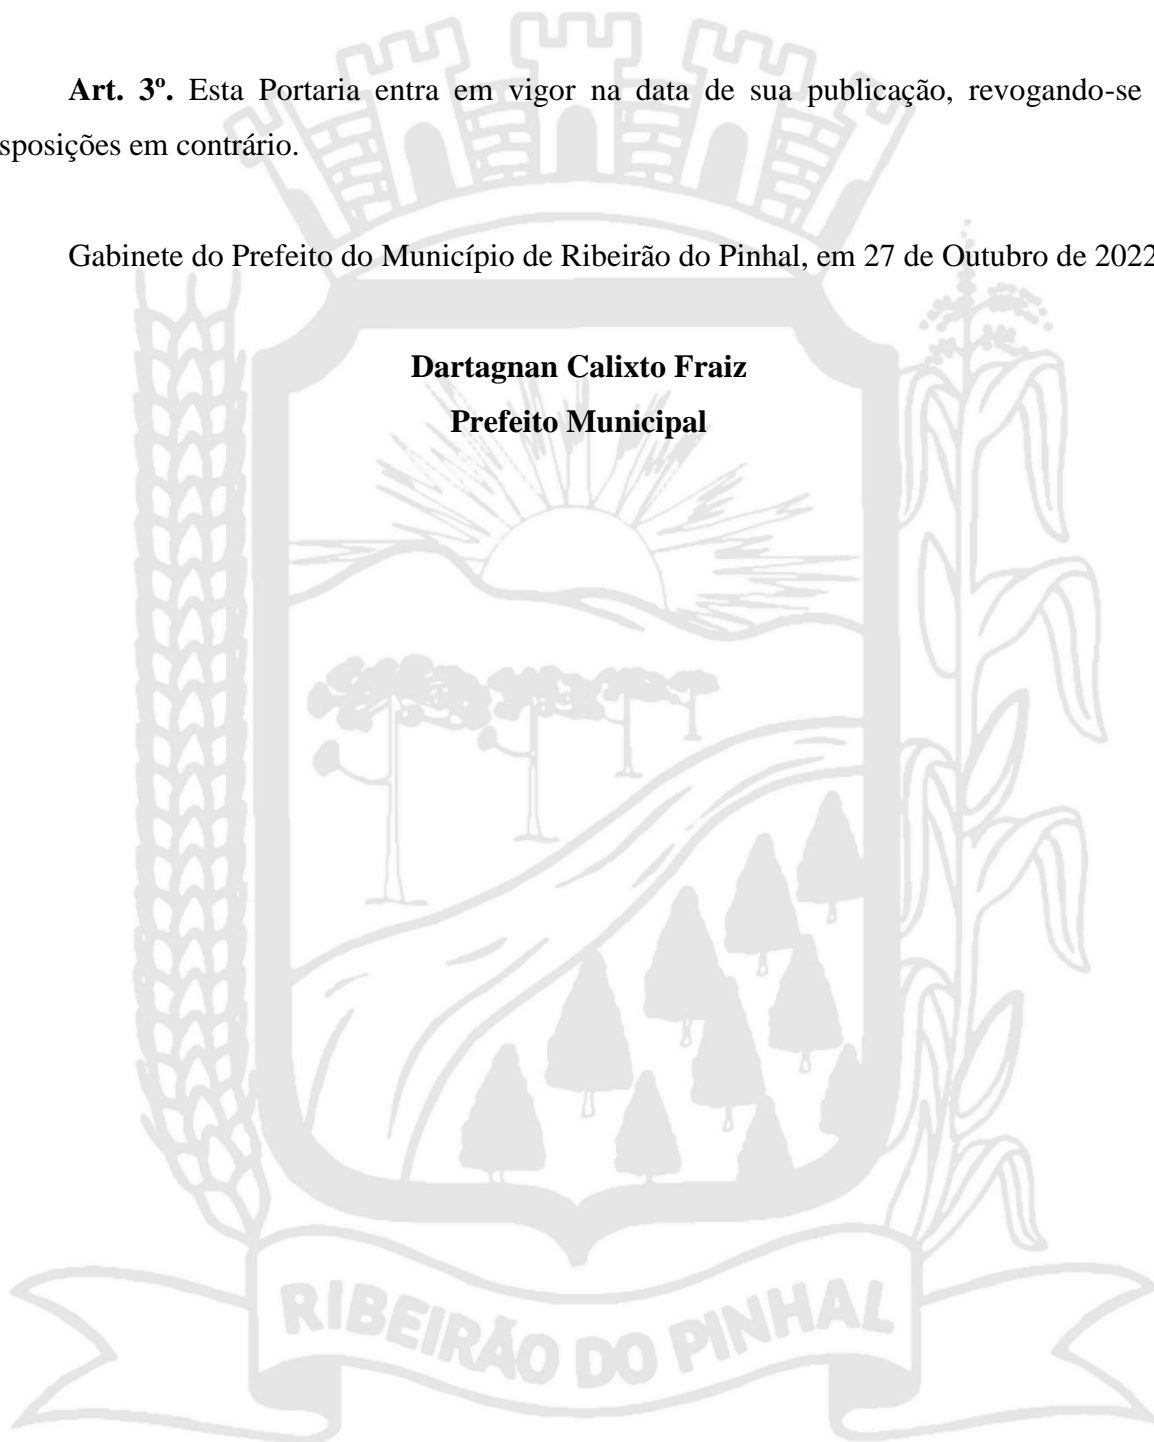 Art. 3º. Esta Portaria entra em vigor na data de sua publicação, revogando-se
sposições em contrário.
Gabinete do Prefeito do Município de Ribeirão do Pinhal, em 27 de Outubro de 2022
Dartagnan Calixto Fraiz
Prefeito Municipal
RIBEIRÃO DO PINHAL